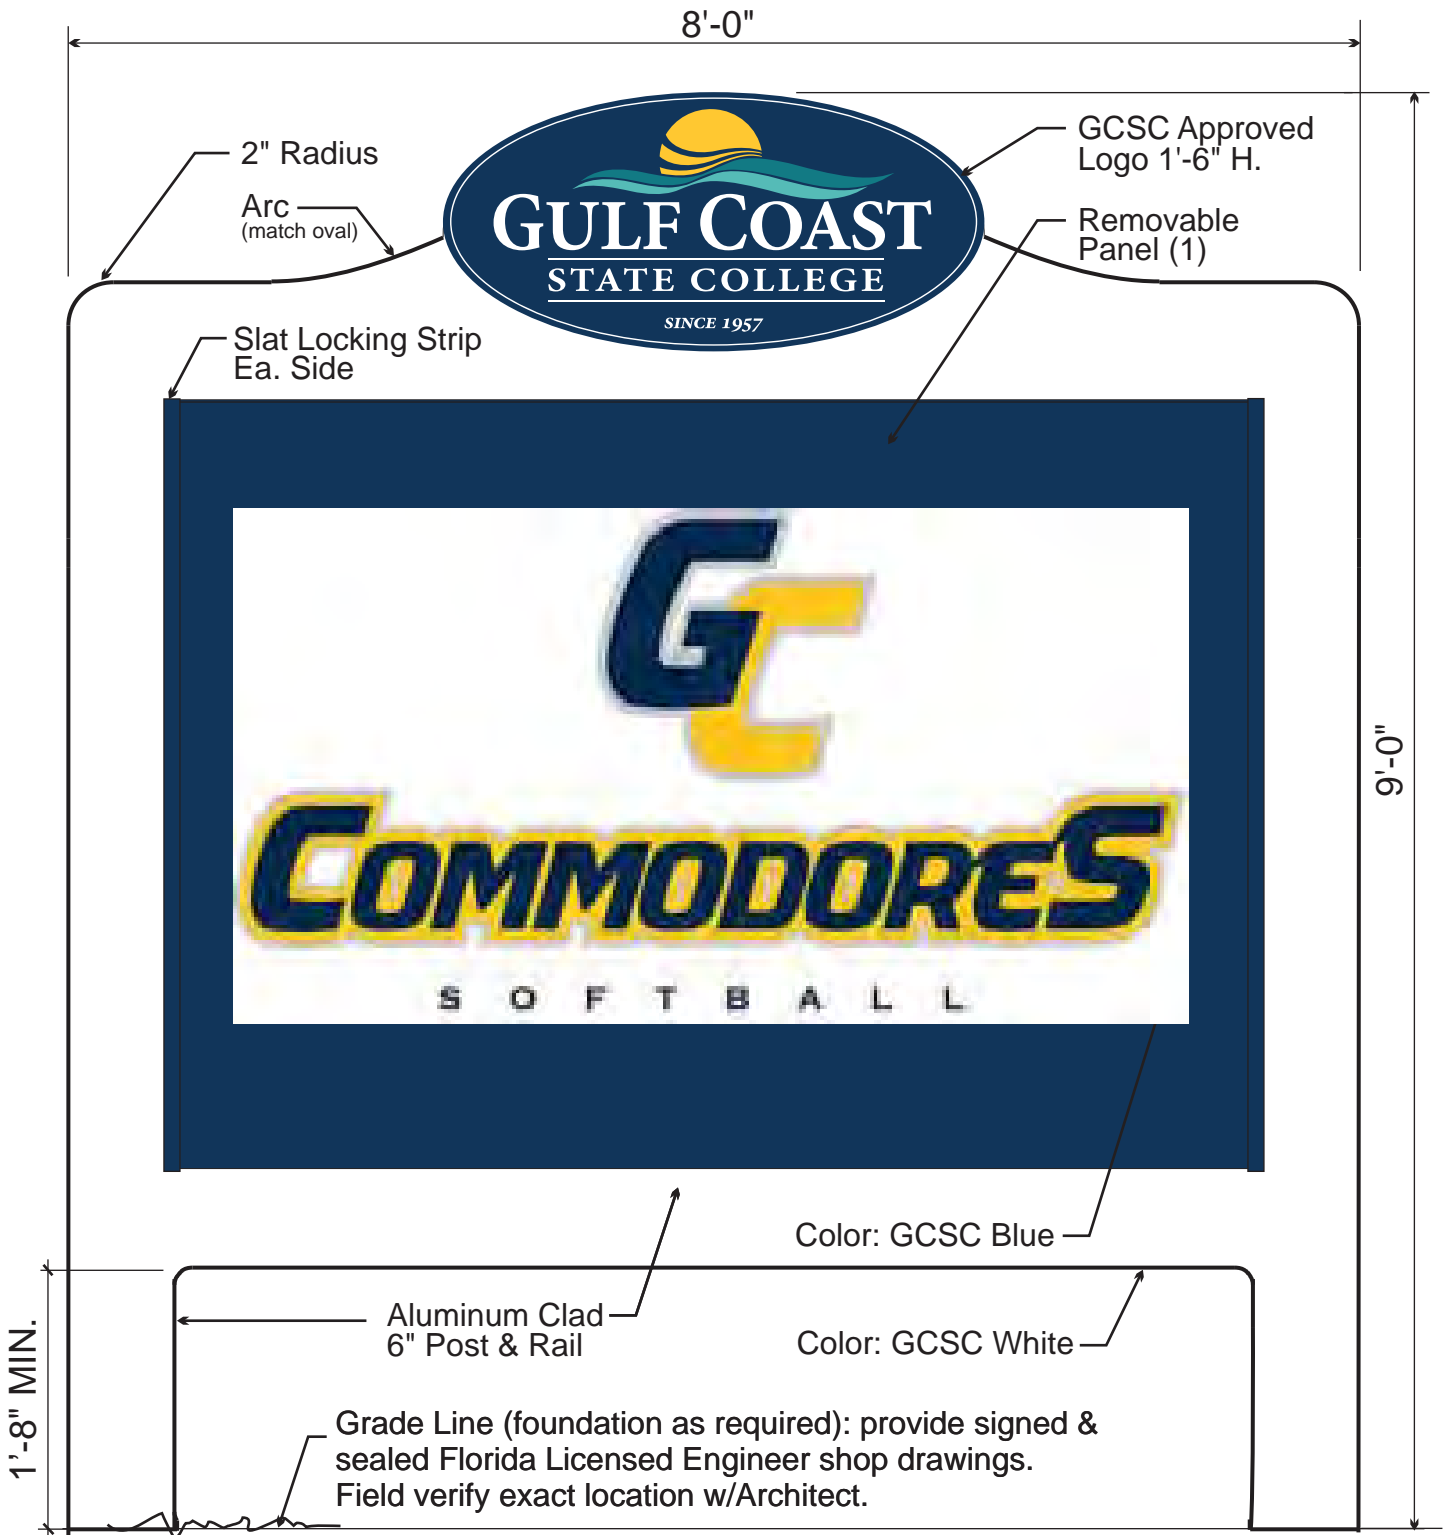 8'-0"
2" Radius
Arc
(match oval)
GCSC Approved
Logo 1'-6" H.
Removable
Panel (1)
GULF COAST
STATE COLLEGE
SINCE 1957
Slat Locking Strip
Ea. Side
GC
COMMODORES
SOFTBALL
9'-0"
Color: GCSC Blue
Aluminum Clad
6" Post & Rail
Color: GCSC White
1'-8" MIN.
Grade Line (foundation as required): provide signed &
sealed Florida Licensed Engineer shop drawings.
Field verify exact location w/Architect.